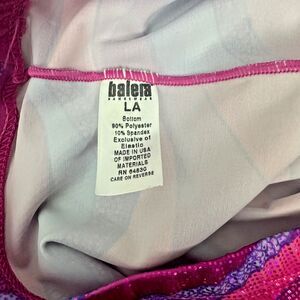 balera
DANCEWEAR
LA
Bottom
90% Polyester
10% Spandex
Exclusive of
Elastic
MADE IN USA
OF IMPORTED
MATERIALS
RN 64830
CARE ON REVERSE